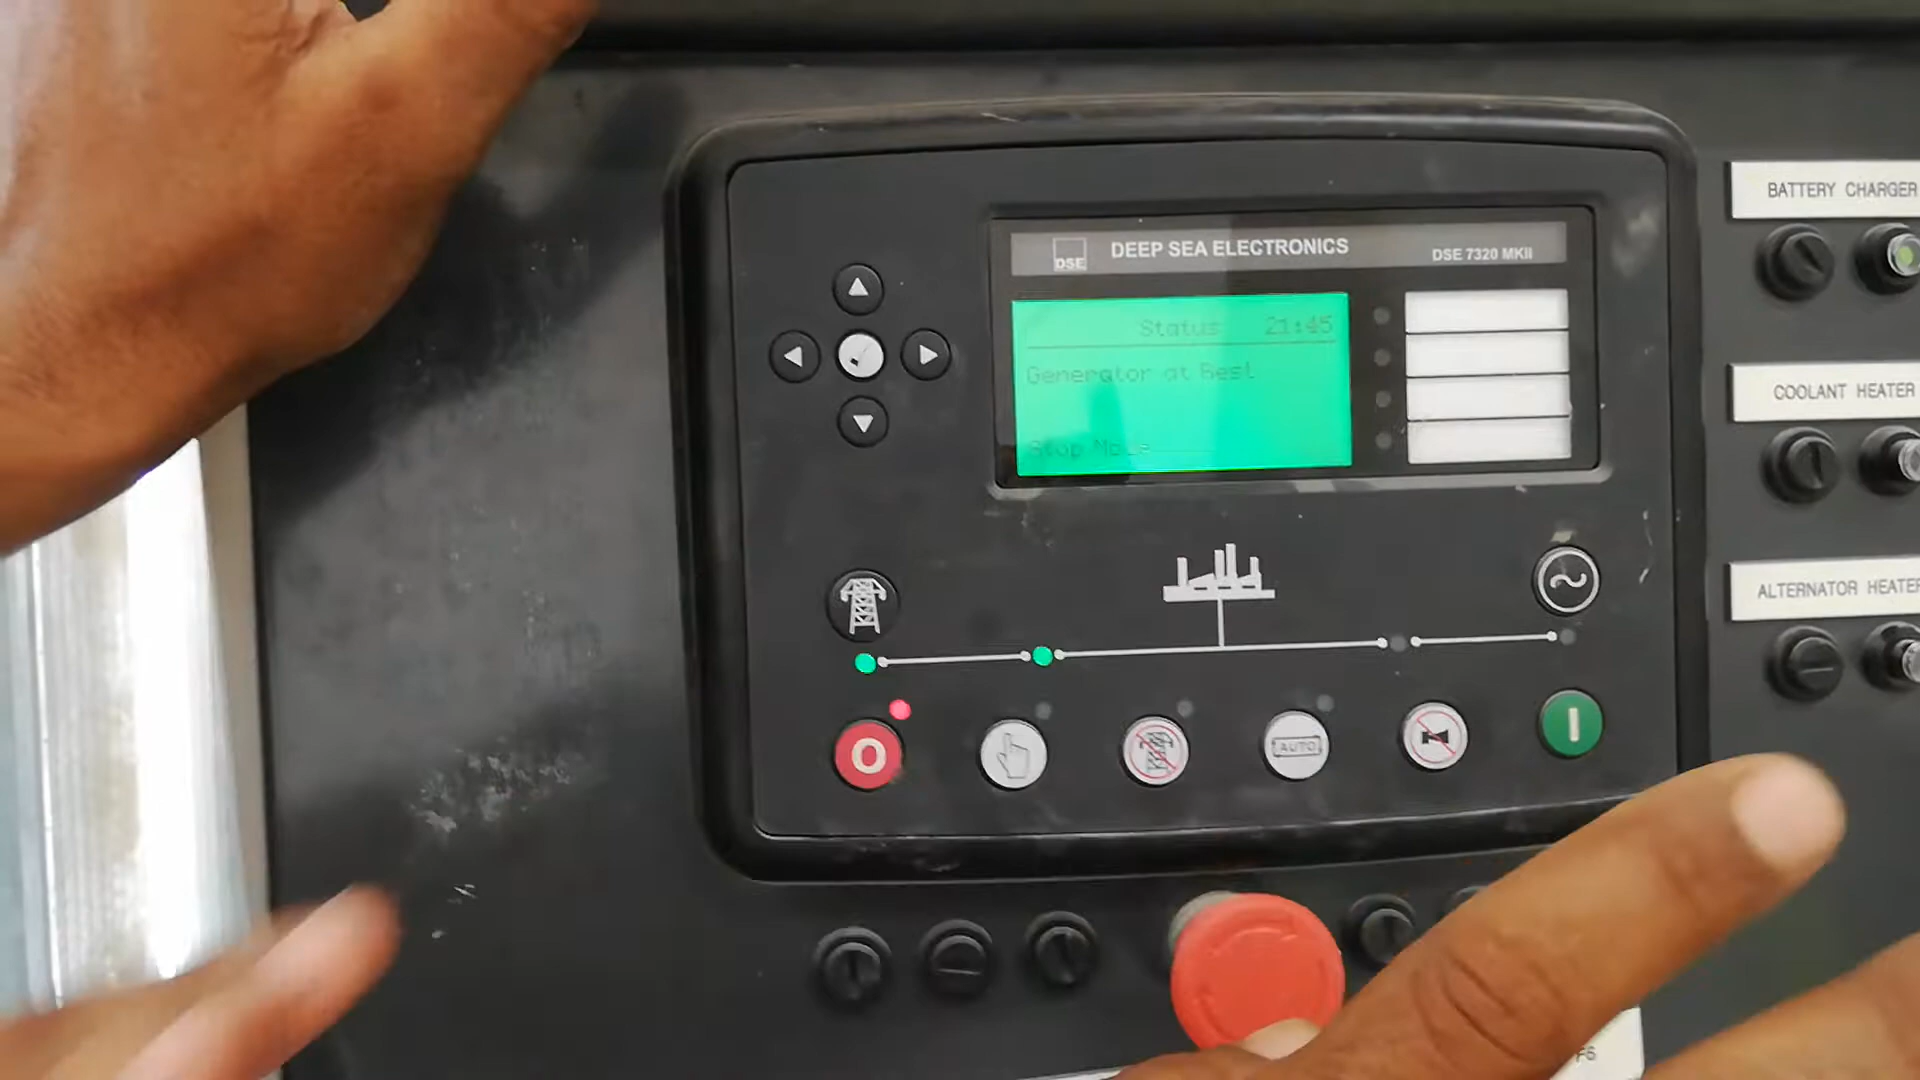 DSE DEEP SEA ELECTRONICS DSE 7320 MKII
Status 21:45
Generator at Rest
Stop Mode
AUTO
BATTERY CHARGER
COOLANT HEATER
ALTERNATOR HEATER
F6